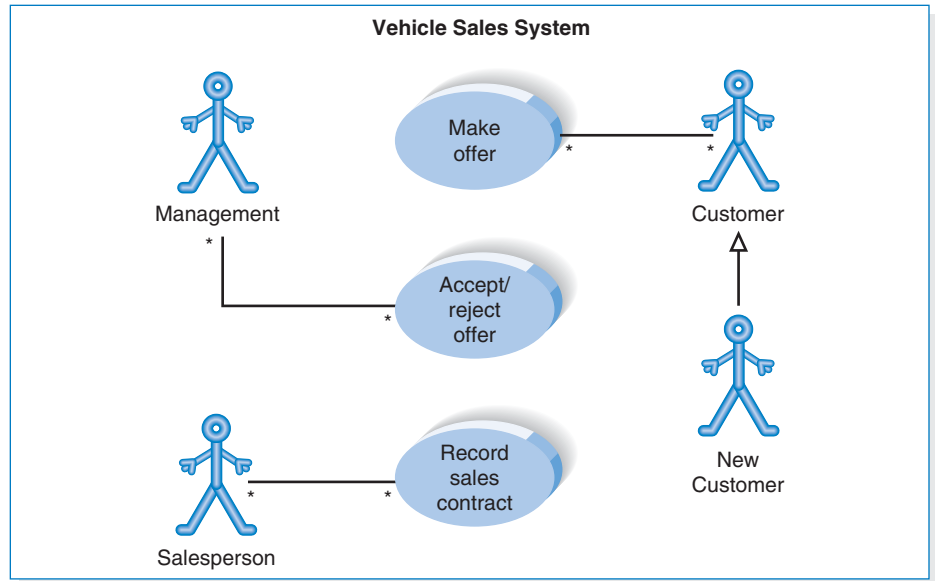 Vehicle Sales System
Make
offer
* *
Management
Customer
*
Accept/
reject
offer
*
New
Customer
Record
sales
contract
* *
Salesperson